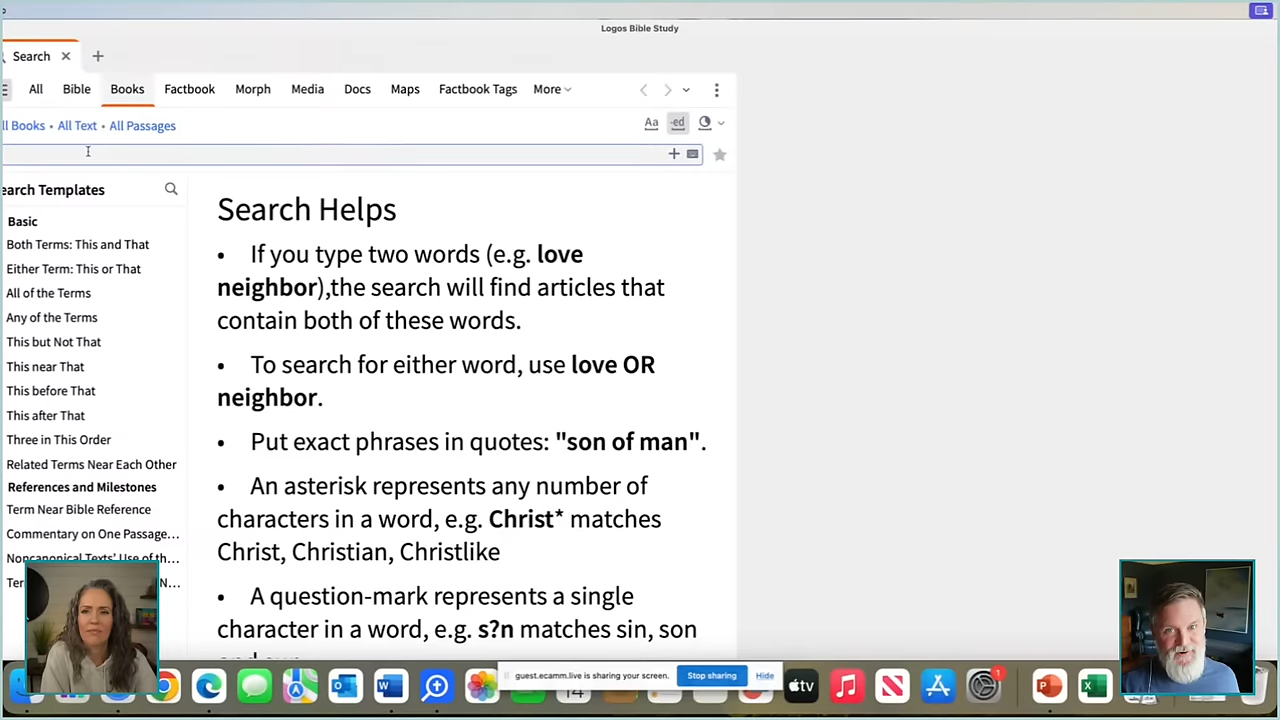 Logos Bible Study
Search
All Bible Books Factbook Morph Media Docs Maps Factbook Tags More
ll Books • All Text • All Passages
Aa -ed
earch Templates
Basic
Both Terms: This and That
Either Term: This or That
All of the Terms
Any of the Terms
This but Not That
This near That
This before That
This after That
Three in This Order
Related Terms Near Each Other
References and Milestones
Term Near Bible Reference
Commentary on One Passage…
Noncanonical Texts' Use of th…
Search Helps
• If you type two words (e.g. love
neighbor),the search will find articles that
contain both of these words.
• To search for either word, use love OR
neighbor.
• Put exact phrases in quotes: "son of man".
• An asterisk represents any number of
characters in a word, e.g. Christ* matches
Christ, Christian, Christlike
• A question-mark represents a single
character in a word, e.g. s?n matches sin, son
guest.ecamm.live is sharing your screen.
Stop sharing
Hide
14
tv
1